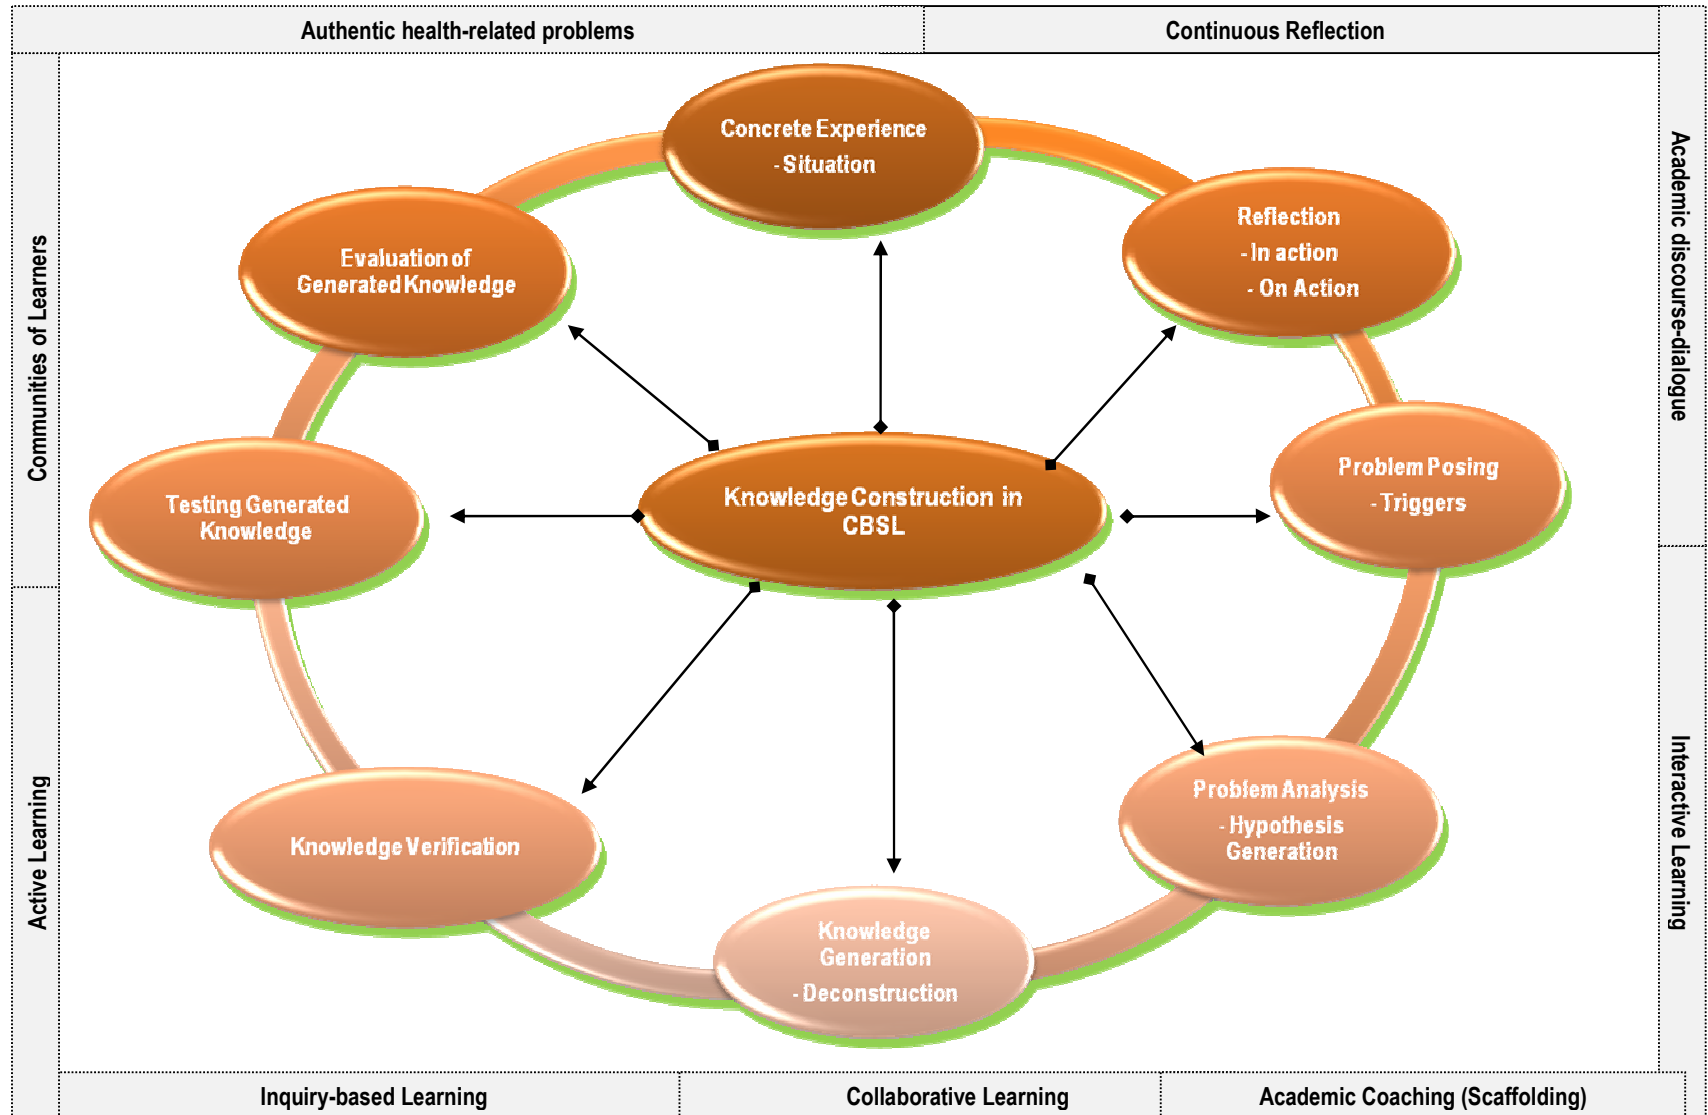 Authentic health-related problems
Continuous Reflection
Communities of Learners
Active Learning
Academic discourse-dialogue
Interactive Learning
Concrete Experience
- Situation
Reflection
- In action
- On Action
Problem Posing
- Triggers
Problem Analysis
- Hypothesis
Generation
Knowledge
Generation
- Deconstruction
Knowledge Verification
Testing Generated
Knowledge
Evaluation of
Generated Knowledge
Knowledge Construction in
CBSL
Inquiry-based Learning
Collaborative Learning
Academic Coaching (Scaffolding)